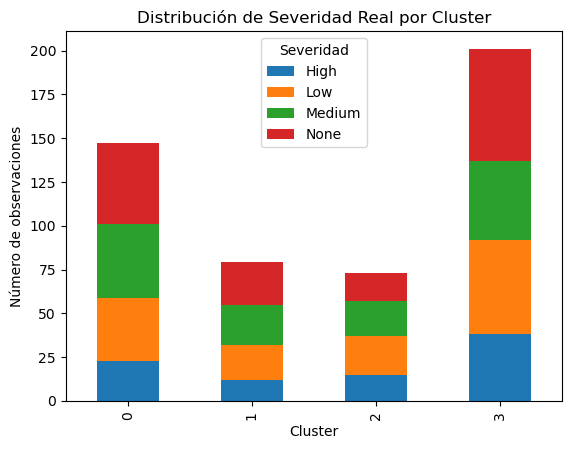 Distribución de Severidad Real por Cluster
Severidad
High
Low
Medium
None
Número de observaciones
200
175
150
125
100
75
50
25
0
0
1
2
3
Cluster